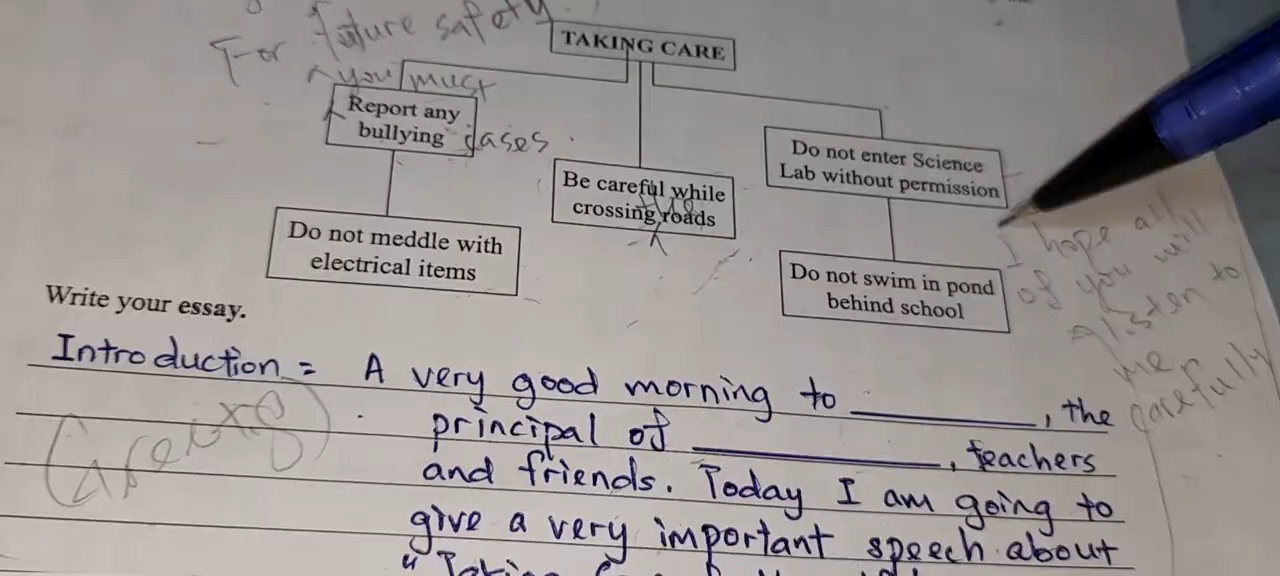 For future safety
you must
TAKING CARE
Report any
bullying cases.
Be careful while
crossing the roads
Do not enter Science
Lab without permission
Do not meddle with
electrical items
Do not swim in pond
behind school
I hope all
of you will
listen to
me
carefully
Write your essay.
Introduction = A very good morning to ________, the
principal of ________, teachers
and friends. Today I am going to
give a very important speech about